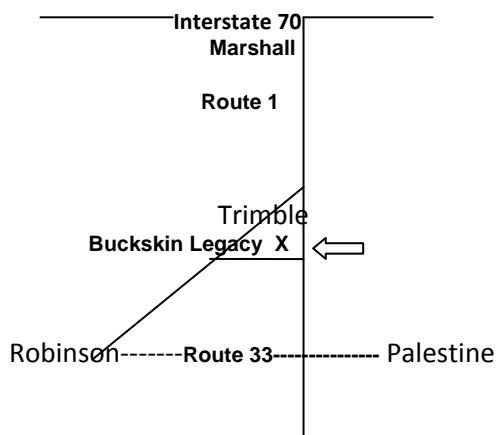 Interstate 70
Marshall
Route 1
Trimble
Buckskin Legacy X
Robinson------Route 33------------- Palestine